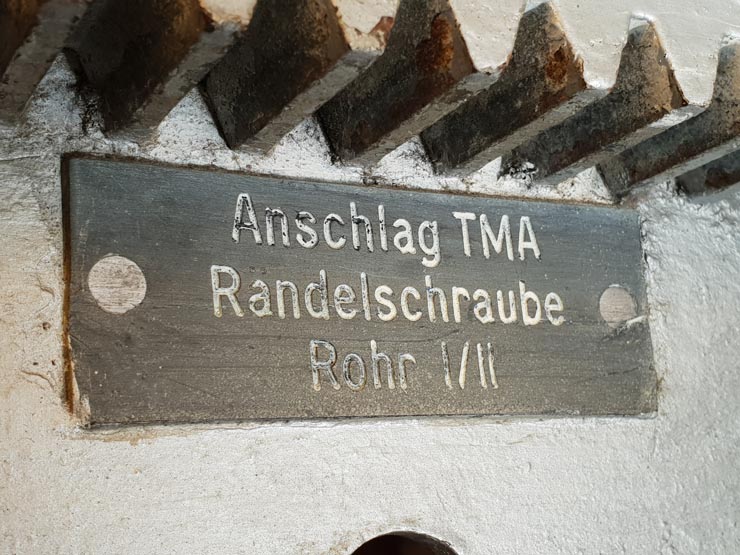 Anschlag TMA
Randelschraube
Rohr I/II